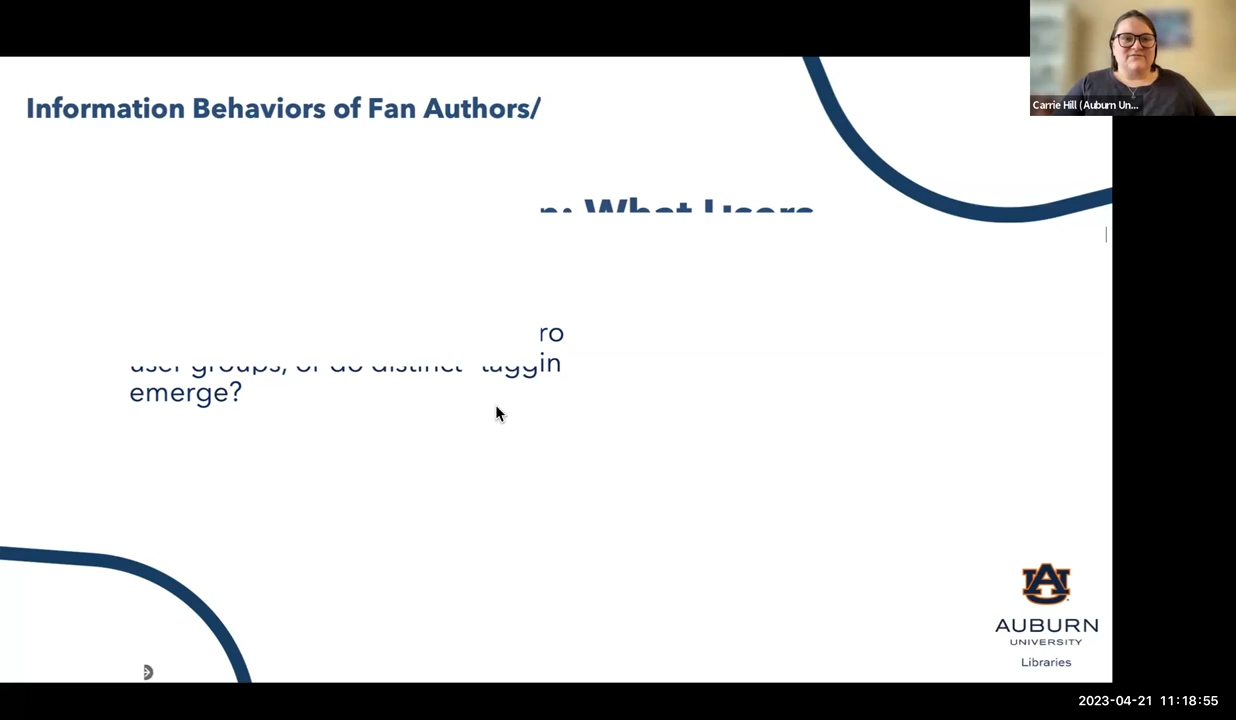 Information Behaviors of Fan Authors/
What Users
user groups, or do distinct "taggin
emerge?
Carrie Hill (Auburn Un...
AUBURN
UNIVERSITY
Libraries
2023-04-21 11:18:55